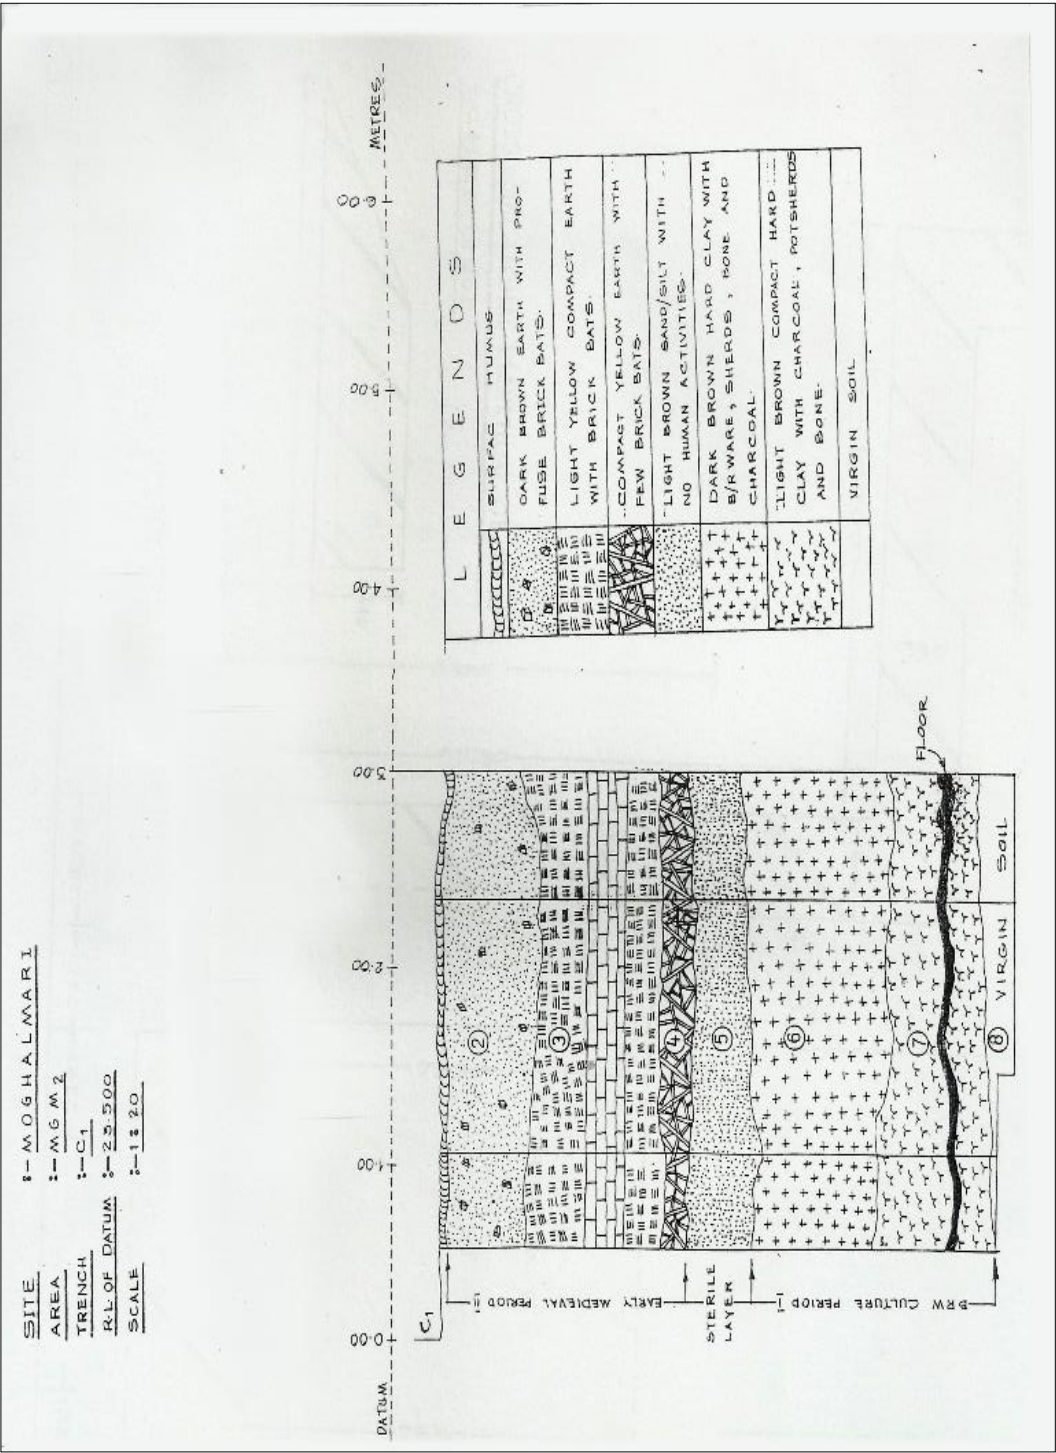 SITE :- MOGHALMARI
AREA :- MGM2
TRENCH :- C1
R.L. OF DATUM :- 25.500
SCALE :- 1:20
DATUM
0.00
1.00
2.00
3.00
4.00
5.00
6.00
METRES
C1
EARLY MEDIEVAL PERIOD II
STERILE
LAYER
BRW CULTURE PERIOD I
2
3
4
5
6
7
8
VIRGIN SOIL
FLOOR
LEGENDS
SURFAC HUMUS
DARK BROWN EARTH WITH PRO-
FUSE BRICK BATS.
LIGHT YELLOW COMPACT EARTH
WITH BRICK BATS.
COMPACT YELLOW EARTH WITH
FEW BRICK BATS.
LIGHT BROWN SAND/SILT WITH
NO HUMAN ACTIVITIES.
DARK BROWN HARD CLAY WITH
B/R WARE, SHERDS, BONE AND
CHARCOAL.
LIGHT BROWN COMPACT HARD
CLAY WITH CHARCOAL, POTSHERDS
AND BONE.
VIRGIN SOIL